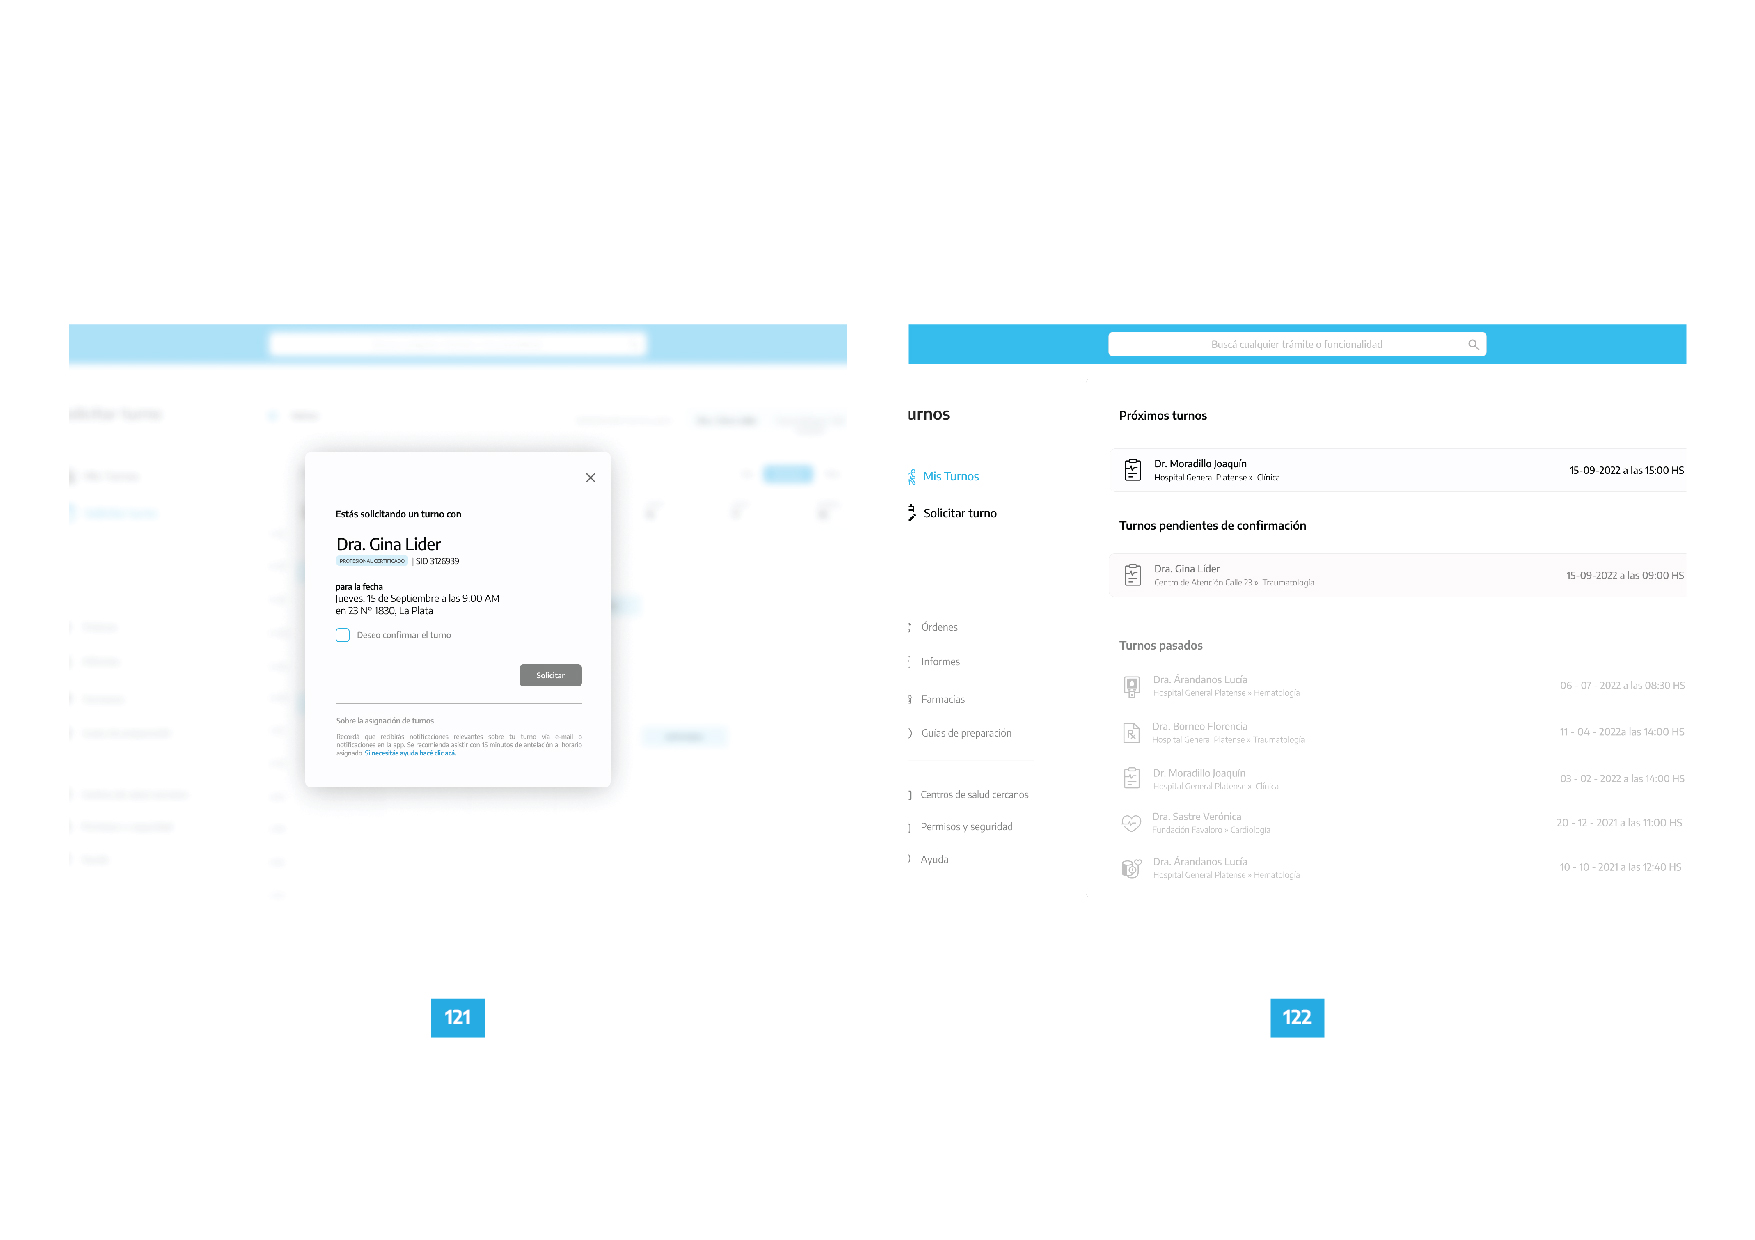 Estás solicitando un turno con
Dra. Gina Lider
PROFESIONAL CERTIFICADO | SID 3126939
para la fecha
Jueves, 15 de Septiembre a las 9:00 AM
en 23 Nº 1830, La Plata
Deseo confirmar el turno
Solicitar
Sobre la asignación de turnos
Recordá que recibirás notificaciones relevantes sobre tu turno vía e-mail o
notificaciones en la app. Se recomienda asistir con 15 minutos de antelación al horario
asignado. Si necesitás ayuda hacé clic acá.
121
Buscá cualquier trámite o funcionalidad
urnos
Mis Turnos
Solicitar turno
Órdenes
Informes
Farmacias
Guías de preparación
Centros de salud cercanos
Permisos y seguridad
Ayuda
Próximos turnos
Dr. Moradillo Joaquín
Hospital General Platense » Clínica
15-09-2022 a las 15:00 HS
Turnos pendientes de confirmación
Dra. Gina Líder
Centro de Atención Calle 23 » Traumatología
15-09-2022 a las 09:00 HS
Turnos pasados
Dra. Árandanos Lucía
Hospital General Platense » Hematología
06 - 07 - 2022 a las 08:30 HS
Dra. Borneo Florencia
Hospital General Platense » Traumatología
11 - 04 - 2022a las 14:00 HS
Dr. Moradillo Joaquín
Hospital General Platense » Clínica
03 - 02 - 2022 a las 14:00 HS
Dra. Sastre Verónica
Fundación Favaloro » Cardiología
20 - 12 - 2021 a las 11:00 HS
Dra. Árandanos Lucía
Hospital General Platense » Hematología
10 - 10 - 2021 a las 12:40 HS
122